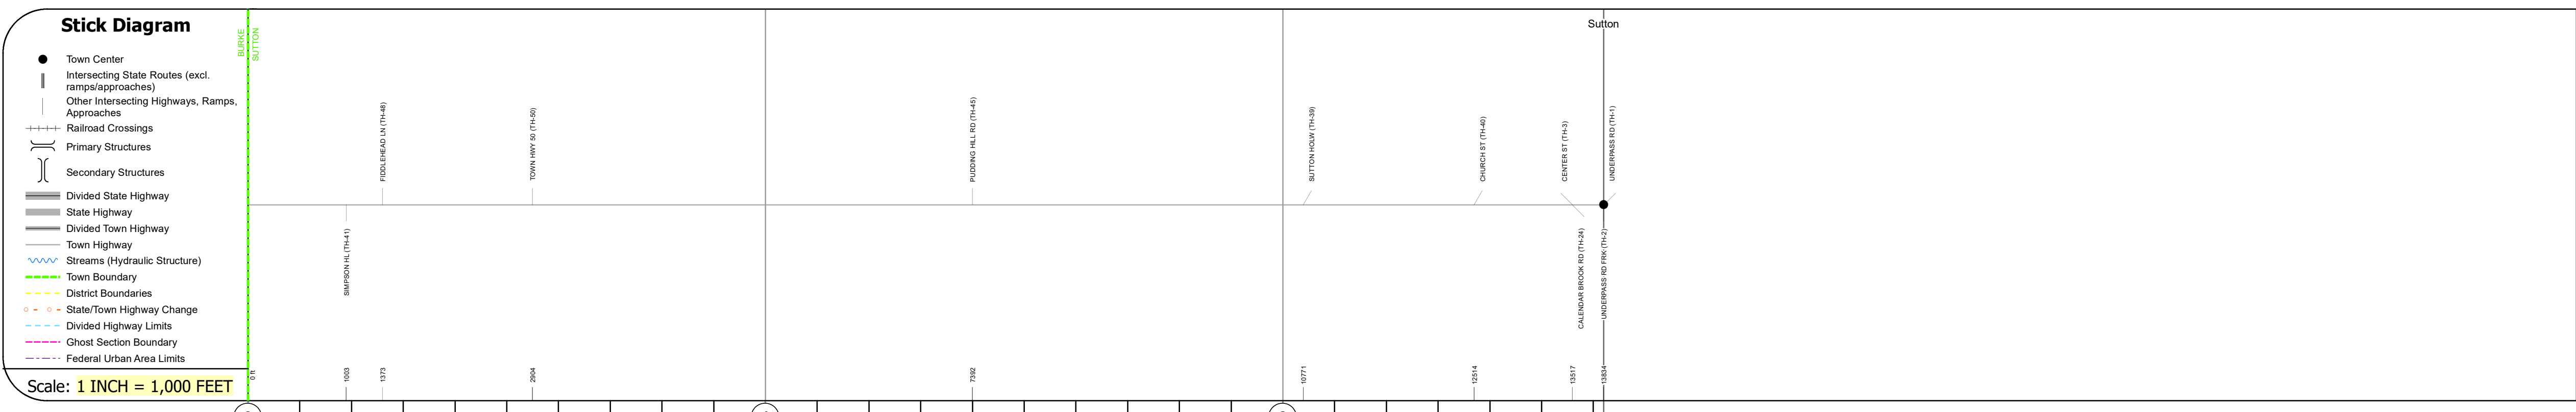 Stick Diagram
Town Center
Intersecting State Routes (excl.
ramps/approaches)
Other Intersecting Highways, Ramps,
Approaches
Railroad Crossings
Primary Structures
Secondary Structures
Divided State Highway
State Highway
Divided Town Highway
Town Highway
Streams (Hydraulic Structure)
Town Boundary
District Boundaries
State/Town Highway Change
Divided Highway Limits
Ghost Section Boundary
Federal Urban Area Limits
Scale: 1 INCH = 1,000 FEET
BURKE
SUTTON
Sutton
FIDDLEHEAD LN (TH-48)
TOWN HWY 50 (TH-50)
PUDDING HILL RD (TH-45)
SUTTON HOLW (TH-39)
CHURCH ST (TH-40)
CENTER ST (TH-3)
UNDERPASS RD (TH-1)
SIMPSON HL (TH-41)
CALENDAR BROOK RD (TH-24)
UNDERPASS RD FRK (TH-2)
0 ft
1003
1373
2904
7392
10771
12514
13517
13834